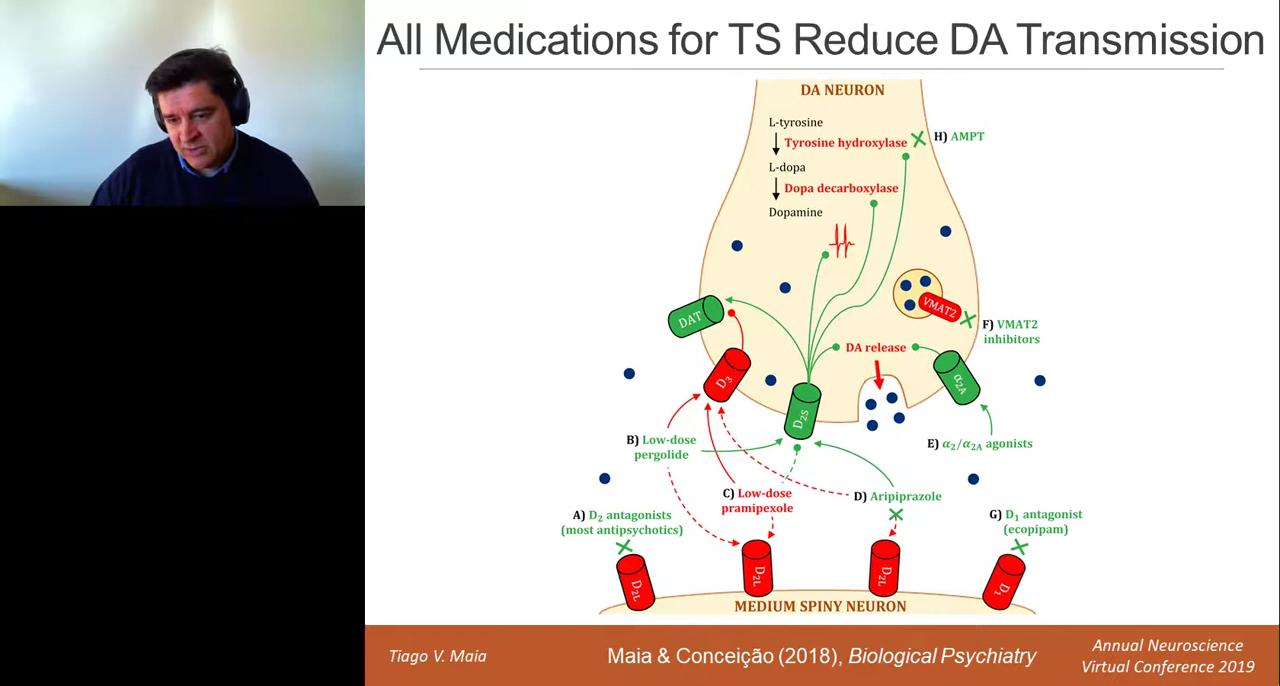 All Medications for TS Reduce DA Transmission
DA NEURON
L-tyrosine
Tyrosine hydroxylase
H) AMPT
L-dopa
Dopa decarboxylase
Dopamine
VMAT2
F) VMAT2
inhibitors
DAT
DA release
D₃
α₂A
D₂S
B) Low-dose
pergolide
E) α₂/α₂A agonists
C) Low-dose
pramipexole
D) Aripiprazole
A) D₂ antagonists
(most antipsychotics)
G) D₁ antagonist
(ecopipam)
D₂L
D₂L
D₂L
D₁
MEDIUM SPINY NEURON
Tiago V. Maia
Maia & Conceição (2018), Biological Psychiatry
Annual Neuroscience
Virtual Conference 2019